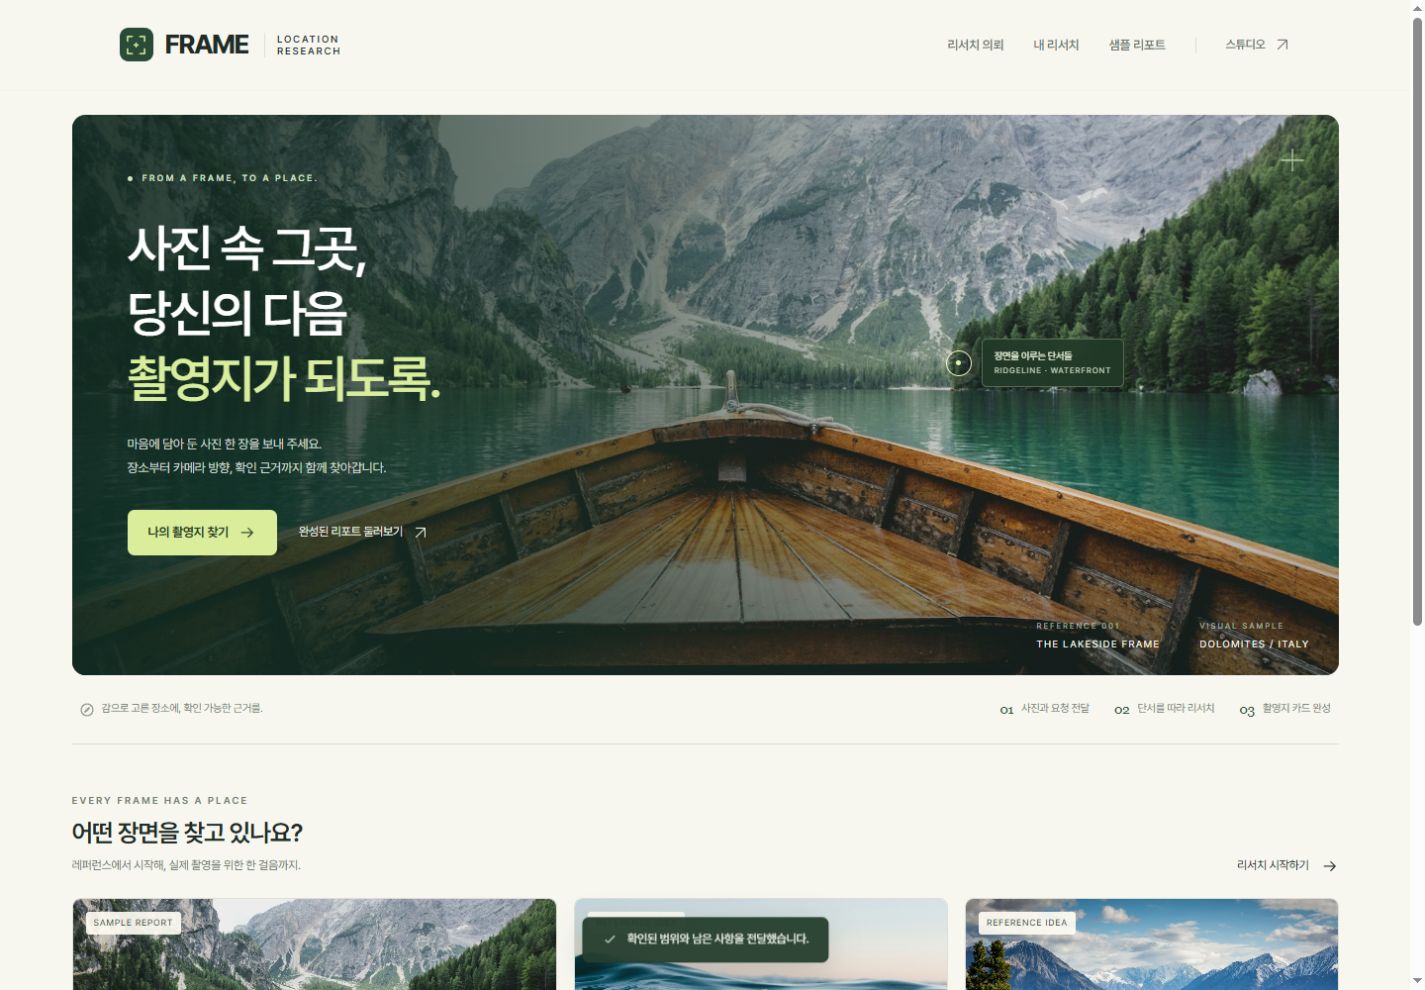 FRAME
LOCATION
RESEARCH
리서치 의뢰
내 리서치
샘플 리포트
스튜디오
FROM A FRAME, TO A PLACE.
사진 속 그곳,
당신의 다음
촬영지가 되도록.
마음에 담아 둔 사진 한 장을 보내 주세요.
장소부터 카메라 방향, 확인 근거까지 함께 찾아갑니다.
나의 촬영지 찾기
완성된 리포트 둘러보기
장면을 이루는 단서들
RIDGELINE · WATERFRONT
REFERENCE 001
THE LAKESIDE FRAME
VISUAL SAMPLE
DOLOMITES / ITALY
감으로 고른 장소에, 확인 가능한 근거를.
01 사진과 요청 전달
02 단서를 따라 리서치
03 촬영지 카드 완성
EVERY FRAME HAS A PLACE
어떤 장면을 찾고 있나요?
레퍼런스에서 시작해, 실제 촬영을 위한 한 걸음까지.
리서치 시작하기
SAMPLE REPORT
확인된 범위와 남은 사항을 전달했습니다.
REFERENCE IDEA